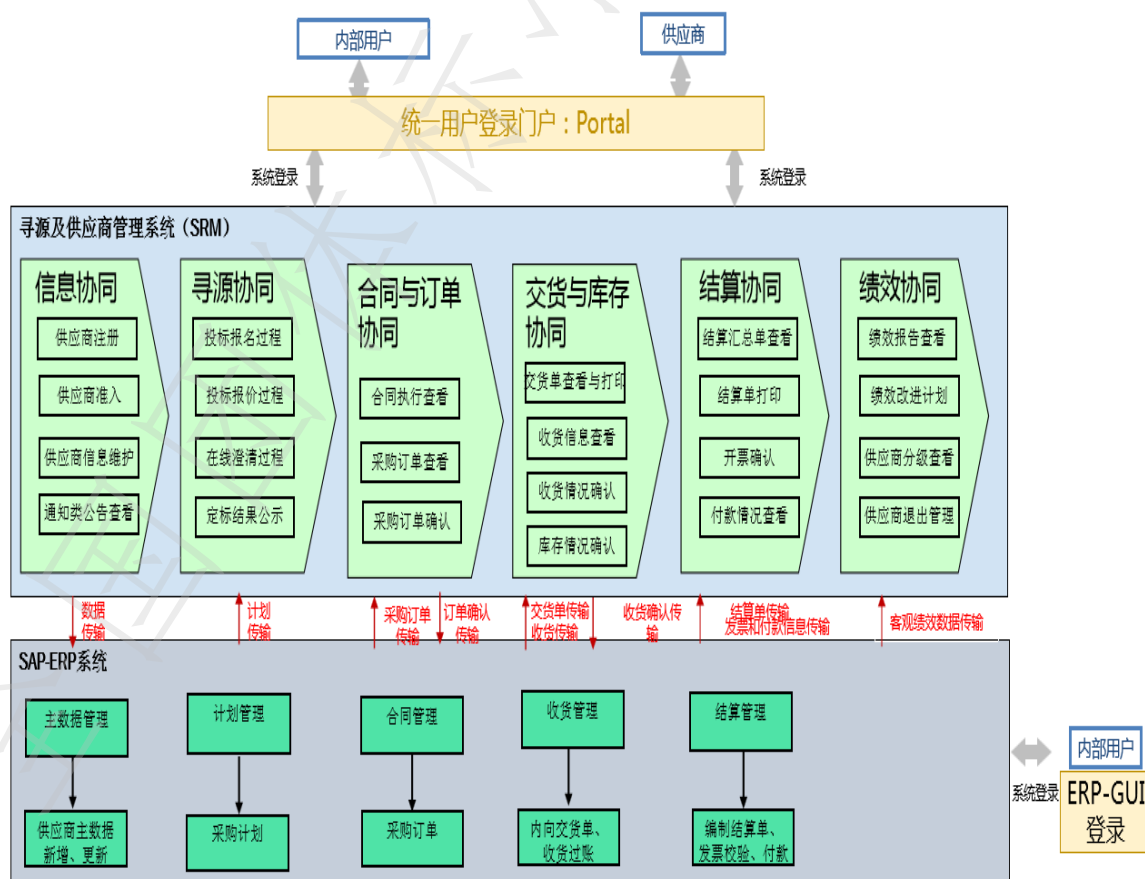 内部用户
供应商
统一用户登录门户：Portal
系统登录
系统登录
寻源及供应商管理系统（SRM）
信息协同
供应商注册
供应商准入
供应商信息维护
通知类公告查看
寻源协同
投标报名过程
投标报价过程
在线澄清过程
定标结果公示
合同与订单
协同
合同执行查看
采购订单查看
采购订单确认
交货与库存
协同
交货单查看与打印
收货信息查看
收货情况确认
库存情况确认
结算协同
结算汇总单查看
结算单打印
开票确认
付款情况查看
绩效协同
绩效报告查看
绩效改进计划
供应商分级查看
供应商退出管理
数据
传输
计划
传输
采购订单
传输
订单确认
传输
交货单传输
收货传输
收货确认传
输
结算单传输
发票和付款信息传输
客观绩效数据传输
SAP-ERP系统
主数据管理
计划管理
合同管理
收货管理
结算管理
供应商主数据
新增、更新
采购计划
采购订单
内向交货单、
收货过账
编制结算单、
发票校验、付款
系统登录
内部用户
ERP-GUI
登录